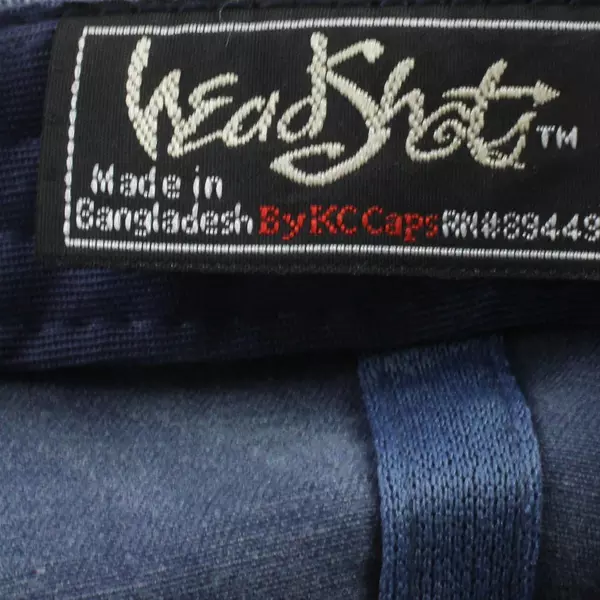 HeadShots™
Made in
Bangladesh By KC Caps RN#89449